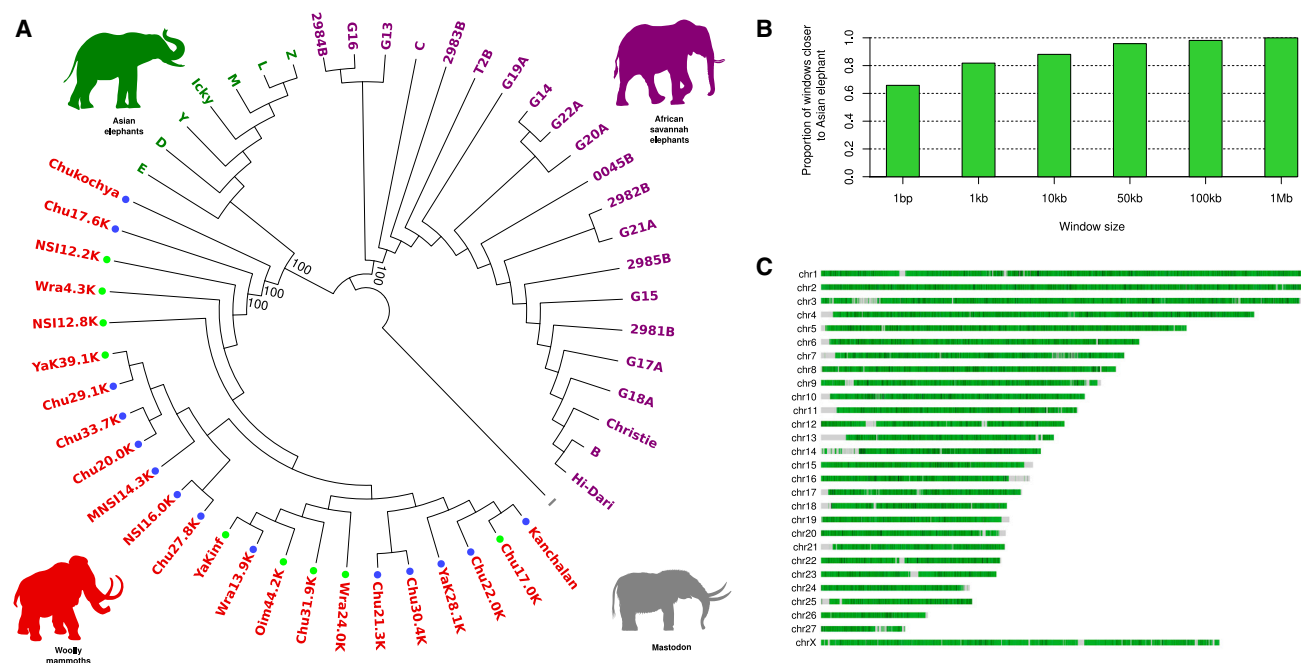 A
2984B
G16
G13
C
2983B
T2B
G19A
G14
G22A
G20A
0045B
2982B
G21A
2985B
G15
2981B
G17A
G18A
Christie
B
Hi-Dari
Z
L
M
Icky
Y
D
E
Asian
elephants
African
savannah
elephants
Chukochya
Chu17.6K
NSI12.2K
Wra4.3K
NSI12.8K
YaK39.1K
Chu29.1K
Chu33.7K
Chu20.0K
MNSI14.3K
NSI16.0K
Chu27.8K
YaKinf
Wra13.9K
Oim44.2K
Chu31.9K
Wra24.0K
Chu21.3K
Chu30.4K
YaK28.1K
Chu22.0K
Chu17.0K
Kanchalan
100
100
100
100
Woolly
mammoths
Mastodon
B
Proportion of windows closer
to Asian elephant
1.0
0.8
0.6
0.4
0.2
0.0
1bp 1kb 10kb 50kb 100kb 1Mb
Window size
C
chr1
chr2
chr3
chr4
chr5
chr6
chr7
chr8
chr9
chr10
chr11
chr12
chr13
chr14
chr15
chr16
chr17
chr18
chr19
chr20
chr21
chr22
chr23
chr24
chr25
chr26
chr27
chrX